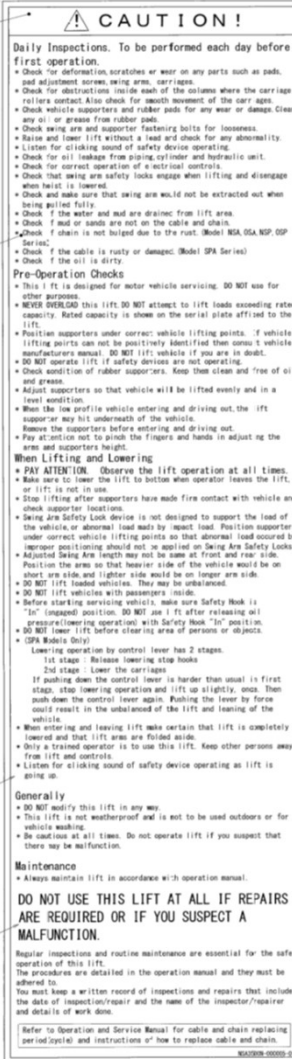 ⚠ CAUTION!
Daily Inspections. To be performed each day before
first operation.
* Check for deformation, scratches or wear on any parts such as pads,
pad adjustment screws, swing arms, carriages.
* Check for obstructions inside each of the columns where the carriage
rollers contact. Also check for smooth movement of the carr ages.
* Check vehicle supporters and rubber pads for any wear or damage. Clean
any oil or grease from rubber pads.
* Check swing arm and supporter fastening bolts for looseness.
* Raise and lower lift without a load and check for any abnormality.
* Listen for clicking sound of safety device operating.
* Check for oil leakage from piping, cylinder and hydraulic unit.
* Check for correct operation of e ectrical controls.
* Check that swing arm safety locks engage when lifting and disengage
when twist is lowered.
* Check and make sure that swing arm would not be extracted out when
being pulled fully.
* Check f the water and mud are drained from lift area.
* Check f mud or sands are not on the cable and chain.
* Check f chain is not bulged due to the rust. (Model NSA, OSA, NSP, OSP
Series)
* Check f the cable is rusty or damaged. (Model SPA Series)
* Check f the oil is dirty.
Pre-Operation Checks
* This l ft is designed for motor vehicle servicing. DO NOT use for
other purposes.
* NEVER OVERLOAD this lift. DO NOT attempt to lift loads exceeding rated
capacity. Rated capacity is shown on the serial plate affixed to the
lift.
* Position supporters under correct vehicle lifting points. If vehicle
lifting points can not be positively identified then consu t vehicle
manufacturers manual. DO NOT lift vehicle if you are in doubt.
* DO NOT operate lift if safety devices are not operating.
* Check condition of rubber supporters. Keep them clean and free of oil
and grease.
* Adjust supporters so that vehicle will be lifted evenly and in a
level condition.
* When the low profile vehicle entering and driving out, the ift
supporter may hit underneath of the vehicle.
Remove the supporters before entering and driving out.
* Pay attention not to pinch the fingers and hands in adjust ng the
arms and supporters height.
When Lifting and Lowering
* PAY ATTENTION. Observe the lift operation at all times.
* Make sure to lower the lift to bottom when operator leaves the lift,
or lift is not in use.
* Stop lifting after supporters have made firm contact with vehicle and
check supporter locations.
* Swing Arm Safety Lock device is not designed to support the load of
the vehicle, or abnormal load made by impact load. Position supporters
under correct vehicle lifting points so that abnormal load occured by
improper positioning should not be applied on Swing Arm Safety Locks.
* Adjusted Swing Arm length may not be same at front and rear side.
Position the arms so that heavier side of the vehicle would be on
short arm side, and lighter side would be on longer arm side.
* DO NOT lift loaded vehicles. They may be unbalanced.
* DO NOT lift vehicles with passengers inside.
* Before starting servicing vehicle, make sure Safety Hook is
"In" (engaged) position. DO NOT use l ft after releasing oil
pressure(lowering operation) with Safety Hook "In" position.
* DO NOT lower lift before clearing area of persons or objects.
* (SPA Models Only)
Lowering operation by control lever has 2 stages.
1st stage : Release lowering stop hooks
2nd stage : Lower the carriages
If pushing down the control lever is harder than usual in first
stage, stop lowering operation and lift up slightly, once. Then
push down the control lever again. Pushing the lever by force
could result in the unbalanced of the lift and leaning of the
vehicle.
* When entering and leaving lift make certain that lift is completely
lowered and that lift arms are folded aside.
* Only a trained operator is to use this lift. Keep other persons away
from lift and controls.
* Listen for clicking sound of safety device operating as lift is
going up.
Generally
* DO NOT modify this lift in any way.
* This lift is not weatherproof and is not to be used outdoors or for
vehicle washing.
* Be cautious at all times. Do not operate lift if you suspect that
there may be malfunction.
Maintenance
* Always maintain lift in accordance with operation manual.
DO NOT USE THIS LIFT AT ALL IF REPAIRS
ARE REQUIRED OR IF YOU SUSPECT A
MALFUNCTION.
Regular inspections and routine maintenance are essential for the safe
operation of this lift.
The procedures are detailed in the operation manual and they must be
adhered to.
You must keep a written record of inspections and repairs that include
the date of inspection/repair and the name of the inspector/repairer
and details of work done.
Refer to Operation and Service Manual for cable and chain replacing
period(cycle) and instructions of how to replace cable and chain.